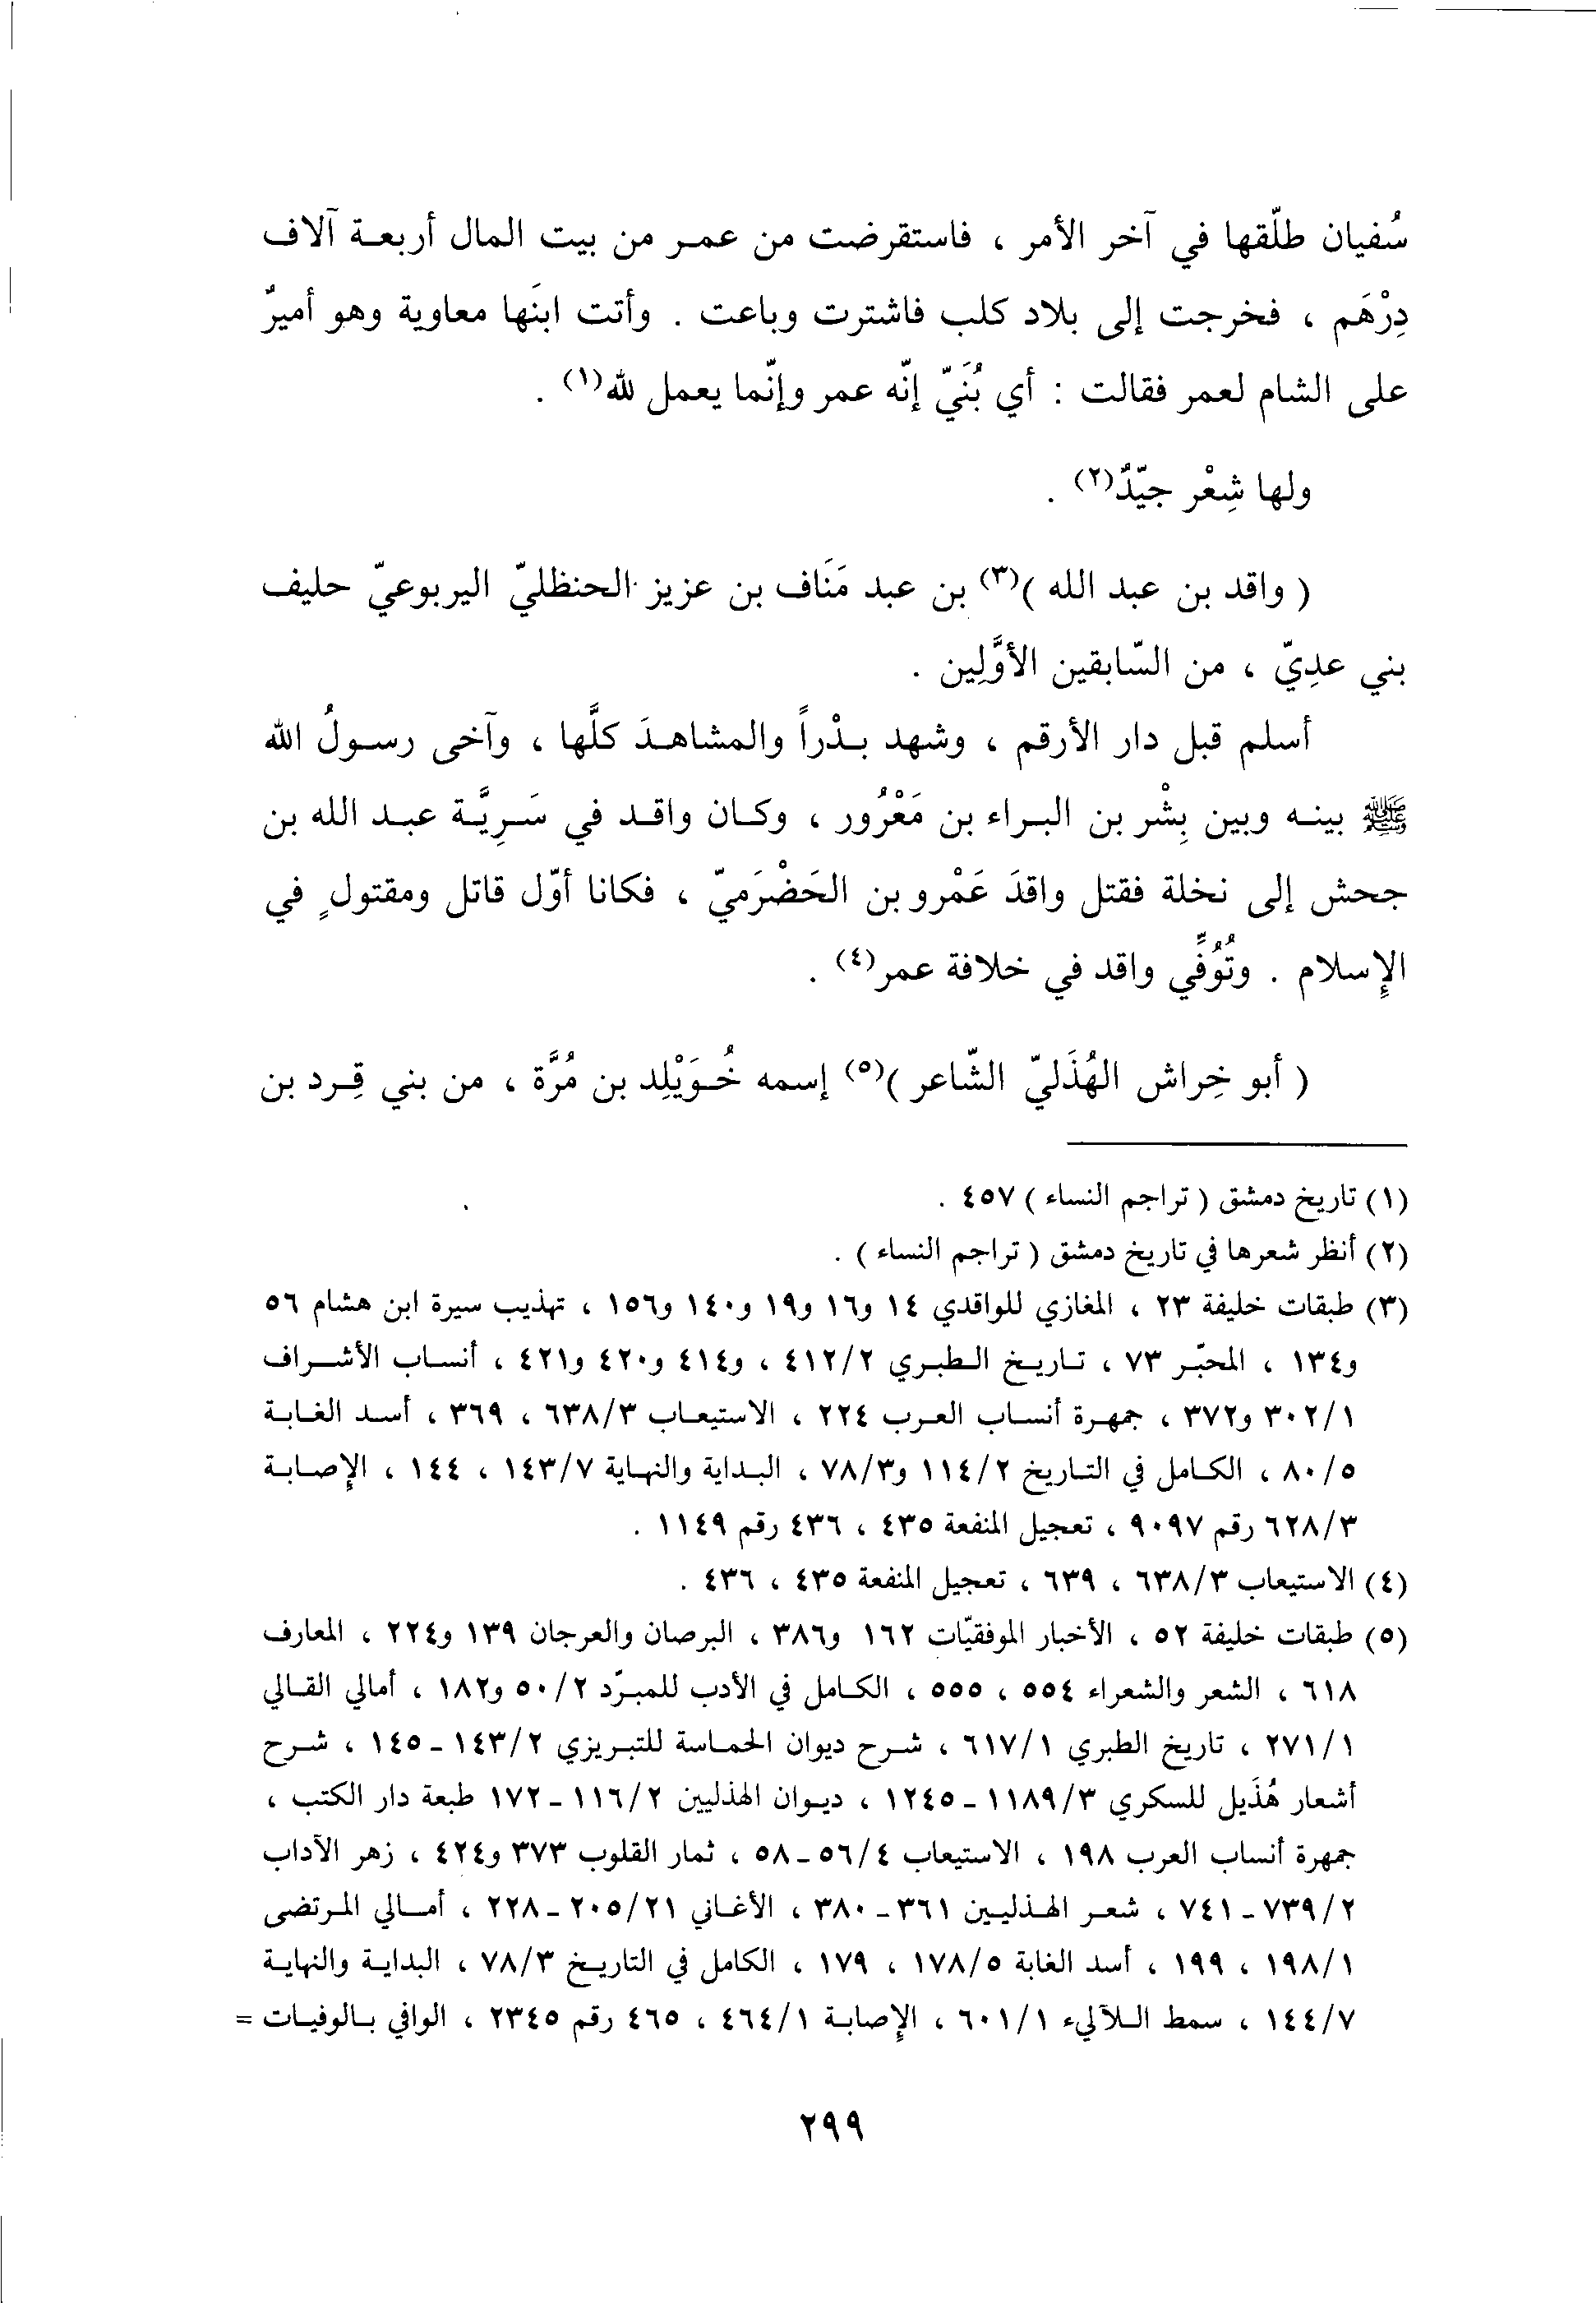 سُفيان طلّقها في آخر الأمر ، فاستقرضت من عمـر من بيت المال أربعـة آلاف
دِرْهَم ، فخرجت إلى بلاد كلب فاشترت وباعت . وأتت ابنَها معاوية وهو أميرٌ
على الشام لعمر فقالت : أي بُنَيّ إنّه عمر وإنّما يعمل لله(١) .
ولها شِعْر جيّدٌ(٢) .
( واقد بن عبد الله )(٣) بن عبد مَنَاف بن عزيز الحنظليّ اليربوعيّ حليف
بني عدِيّ ، من السّابقين الأوَّلِين .
أسلم قبل دار الأرقم ، وشهد بـدْراً والمشاهـدَ كلَّها ، وآخى رسـولُ الله
ﷺ بينـه وبين بِشْر بن البـراء بن مَعْرُور ، وكـان واقـد في سَـرِيَّـة عبـد الله بن
جحش إلى نخلة فقتل واقدَ عَمْرو بن الحَضْرَميّ ، فكانا أوّل قاتل ومقتولٍ في
الإسلام . وتُوُفِّي واقد في خلافة عمر(٤) .
( أبو خِراش الهُذَليّ الشّاعر )(٥) إسمه خُـوَيْلِد بن مُرَّة ، من بني قِـرد بن
(١) تاريخ دمشق ( تراجم النساء ) ٤٥٧ .
(٢) أنظر شعرها في تاريخ دمشق ( تراجم النساء ) .
(٣) طبقات خليفة ٢٣ ، المغازي للواقدي ١٤ و١٦ و١٩ و١٤٠ و١٥٦ ، تهذيب سيرة ابن هشام ٥٦
و١٣٤ ، المحبّـر ٧٣ ، تـاريـخ الـطبـري ٤١٢/٢ ، و٤١٤ و٤٢٠ و٤٢١ ، أنسـاب الأشـراف
٣٠٢/١ و٣٧٢ ، جمهـرة أنسـاب العـرب ٢٢٤ ، الاستيعـاب ٦٣٨/٣ ، ٣٦٩ ، أسـد الغـابـة
٨٠/٥ ، الكـامل في التـاريخ ١١٤/٢ و٧٨/٣ ، البـداية والنهـاية ١٤٣/٧ ، ١٤٤ ، الإصـابـة
٦٢٨/٣ رقم ٩٠٩٧ ، تعجيل المنفعة ٤٣٥ ، ٤٣٦ رقم ١١٤٩ .
(٤) الاستيعاب ٦٣٨/٣ ، ٦٣٩ ، تعجيل المنفعة ٤٣٥ ، ٤٣٦ .
(٥) طبقات خليفة ٥٢ ، الأخبار الموفقيّات ١٦٢ و٣٨٦ ، البرصان والعرجان ١٣٩ و٢٢٤ ، المعارف
٦١٨ ، الشعر والشعراء ٥٥٤ ، ٥٥٥ ، الكـامل في الأدب للمبـرّد ٥٠/٢ و١٨٢ ، أمالي القـالي
٢٧١/١ ، تاريخ الطبري ٦١٧/١ ، شـرح ديوان الحمـاسة للتبـريزي ١٤٣/٢ ـ ١٤٥ ، شـرح
أشعار هُذَيل للسكري ١١٨٩/٣ ـ ١٢٤٥ ، ديـوان الهذليين ١١٦/٢ ـ ١٧٢ طبعة دار الكتب ،
جمهرة أنساب العرب ١٩٨ ، الاستيعاب ٥٦/٤ ـ ٥٨ ، ثمار القلوب ٣٧٣ و٤٢٤ ، زهر الآداب
٧٣٩/٢ ـ ٧٤١ ، شعـر الهـذليـين ٣٦١ ـ ٣٨٠ ، الأغـاني ٢٠٥/٢١ ـ ٢٢٨ ، أمـالي المـرتضى
١٩٨/١ ، ١٩٩ ، أسد الغابة ١٧٨/٥ ، ١٧٩ ، الكامل في التاريـخ ٧٨/٣ ، البدايـة والنهايـة
١٤٤/٧ ، سمط الـلآليء ٦٠١/١ ، الإصابـة ٤٦٤/١ ، ٤٦٥ رقم ٢٣٤٥ ، الوافي بـالوفيـات =
٢٩٩